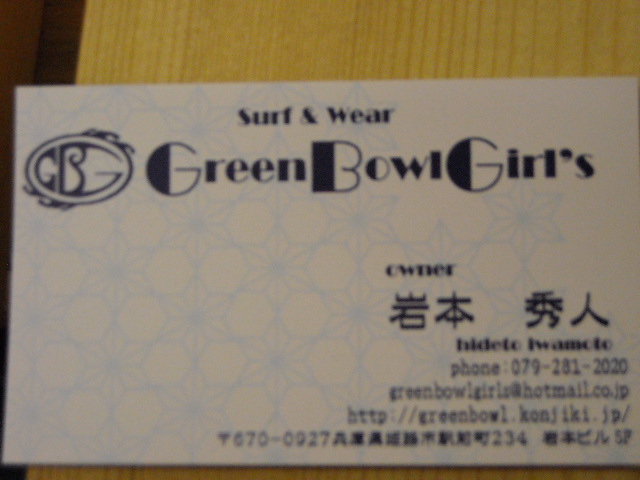 Surf & Wear
GBG
GreenBowlGirl's
owner
岩本 秀人
hideto iwamoto
phone:079-281-2020
greenbowlgirls@hotmail.co.jp
http://greenbowl.konjiki.jp/
〒670-0927兵庫県姫路市駅前町234 岩本ビル5F